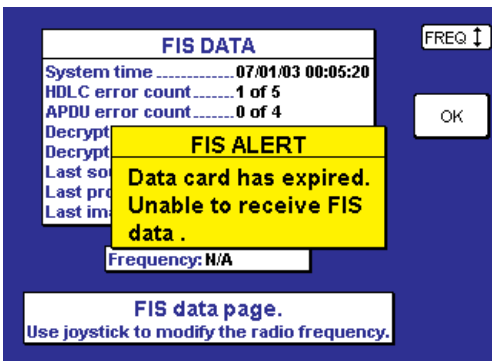 FREQ
FIS DATA
System time .............07/01/03 00:05:20
HDLC error count.......1 of 5
APDU error count.......0 of 4
OK
Decrypt
Decrypt
Last sou
Last pro
Last im
FIS ALERT
Data card has expired.
Unable to receive FIS
data .
Frequency: N/A
FIS data page.
Use joystick to modify the radio frequency.